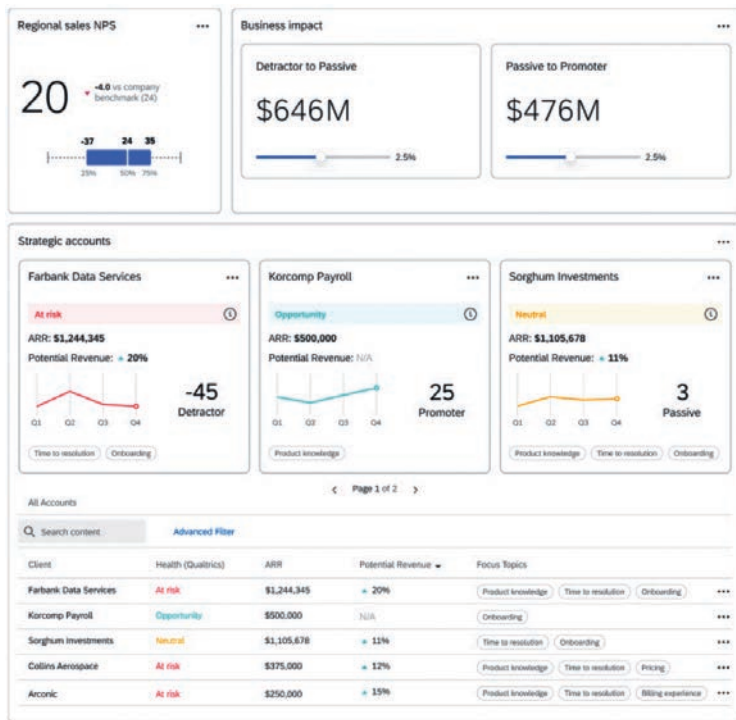 Regional sales NPS
20
-4.0 vs company
benchmark (24)
-37 24 35
25% 50% 75%
Business impact
Detractor to Passive
$646M
2.5%
Passive to Promoter
$476M
2.5%
Strategic accounts
Farbank Data Services
At risk
ARR: $1,244,345
Potential Revenue: 20%
-45
Detractor
Q1 Q2 Q3 Q4
Time to resolution Onboarding
Korcomp Payroll
Opportunity
ARR: $500,000
Potential Revenue: N/A
25
Promoter
Q1 Q2 Q3 Q4
Product knowledge
Sorghum Investments
Neutral
ARR: $1,105,678
Potential Revenue: 11%
3
Passive
Q1 Q2 Q3 Q4
Product knowledge Time to resolution Onboarding
Page 1 of 2
All Accounts
Search content Advanced Filter
Client Health (Qualtrics) ARR Potential Revenue Focus Topics
Farbank Data Services At risk $1,244,345 20% Product knowledge Time to resolution Onboarding
Korcomp Payroll Opportunity $500,000 N/A Onboarding
Sorghum Investments Neutral $1,105,678 11% Time to resolution Onboarding
Collins Aerospace At risk $375,000 12% Product knowledge Time to resolution Pricing
Arconic At risk $250,000 15% Product knowledge Time to resolution Billing experience